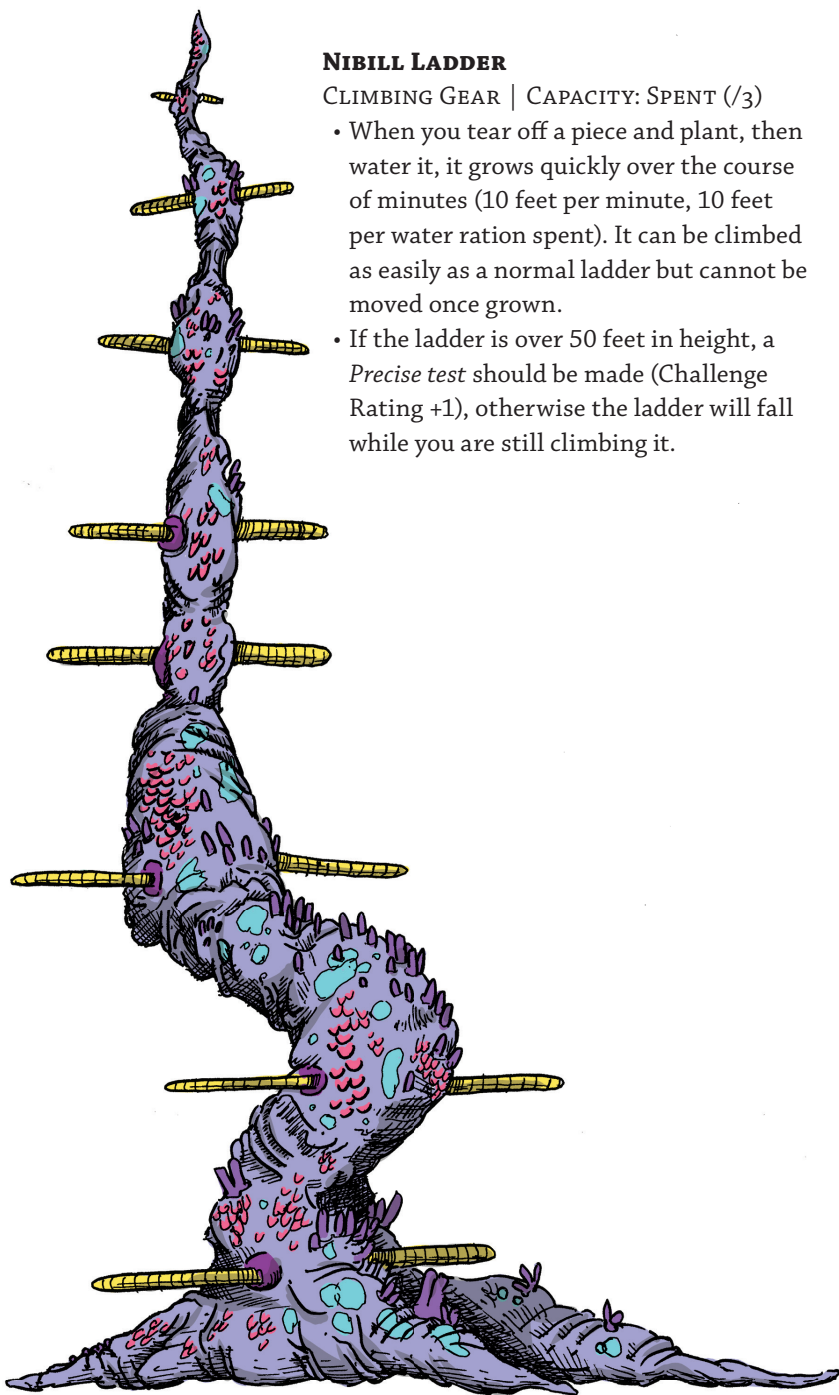 Nibill Ladder
Climbing Gear | Capacity: Spent (/3)
• When you tear off a piece and plant, then
water it, it grows quickly over the course
of minutes (10 feet per minute, 10 feet
per water ration spent). It can be climbed
as easily as a normal ladder but cannot be
moved once grown.
• If the ladder is over 50 feet in height, a
Precise test should be made (Challenge
Rating +1), otherwise the ladder will fall
while you are still climbing it.